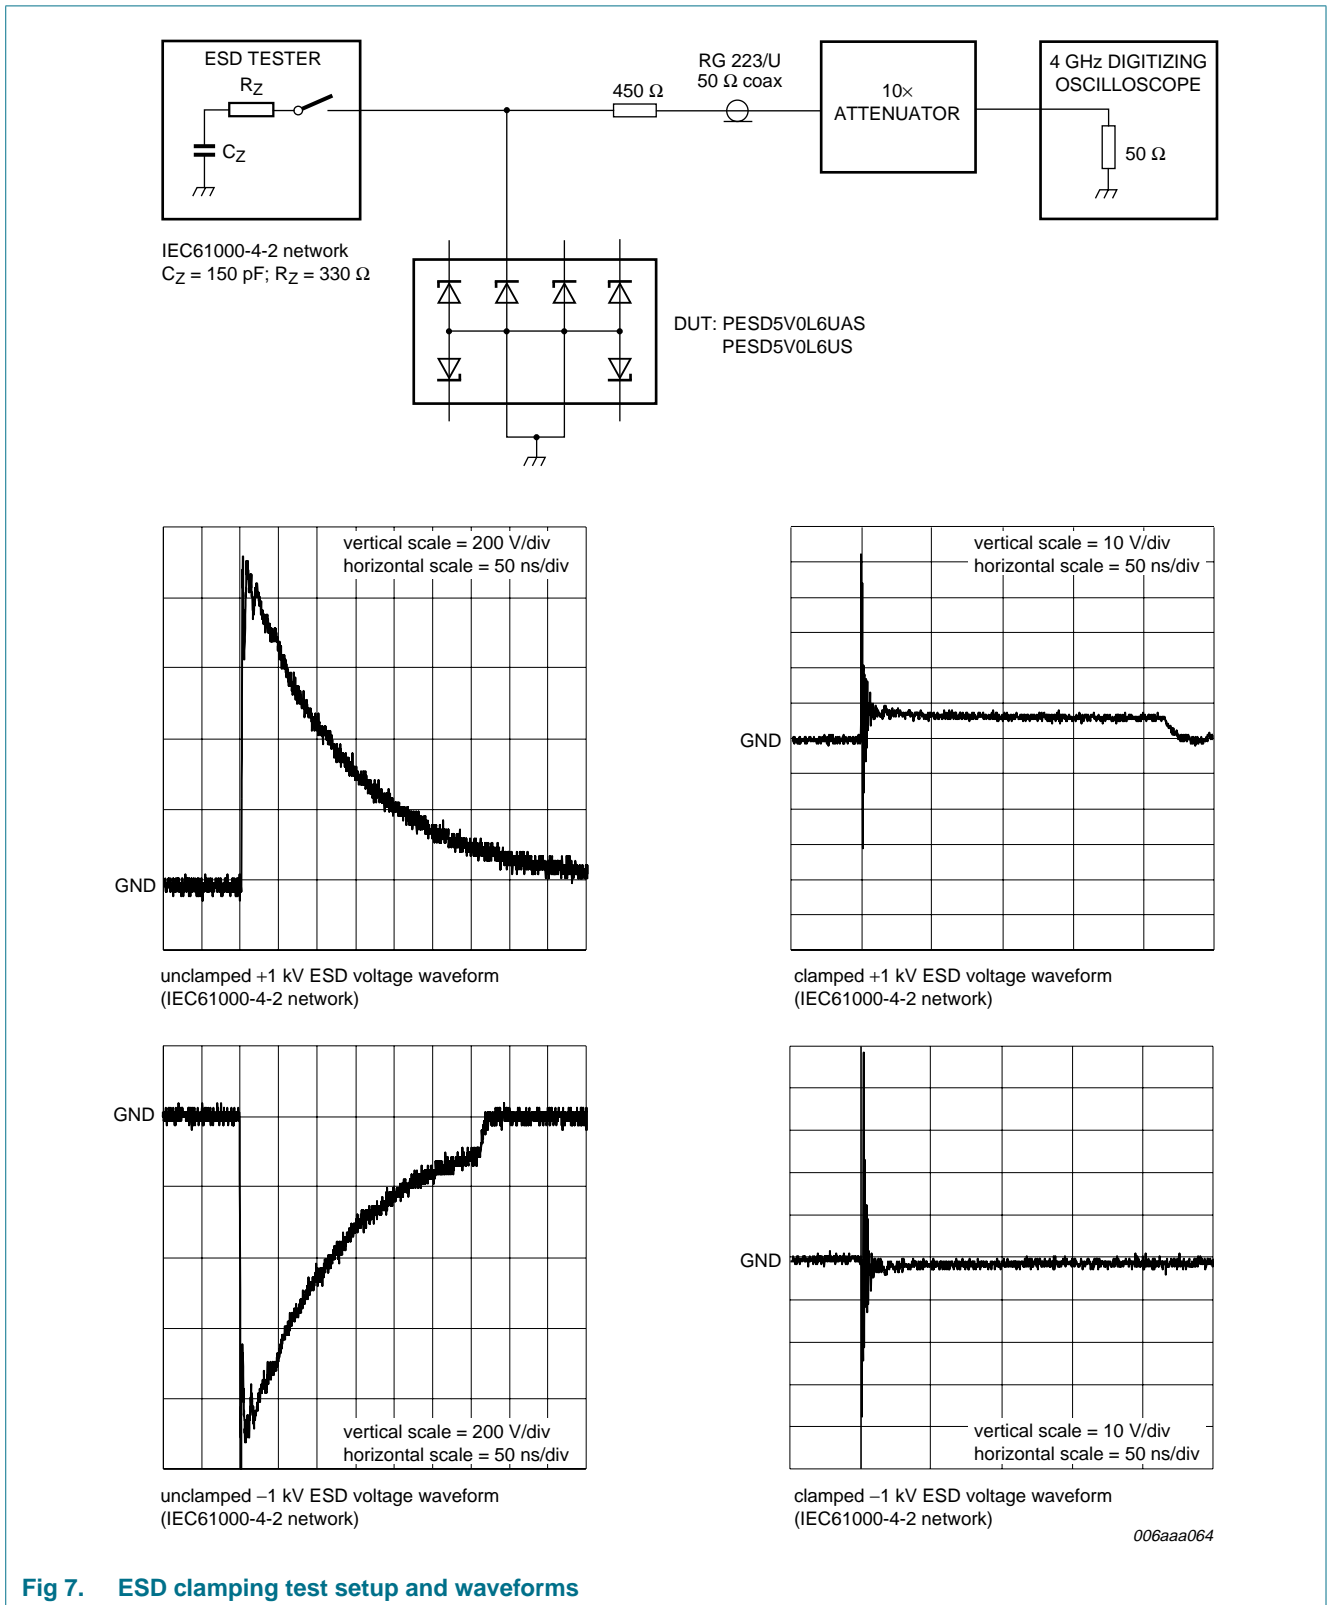 ESD TESTER
RZ
CZ
IEC61000-4-2 network
CZ = 150 pF; RZ = 330 Ω
450 Ω
RG 223/U
50 Ω coax
10×
ATTENUATOR
4 GHz DIGITIZING
OSCILLOSCOPE
50 Ω
DUT: PESD5V0L6UAS
PESD5V0L6US
vertical scale = 200 V/div
horizontal scale = 50 ns/div
GND
unclamped +1 kV ESD voltage waveform
(IEC61000-4-2 network)
vertical scale = 10 V/div
horizontal scale = 50 ns/div
GND
clamped +1 kV ESD voltage waveform
(IEC61000-4-2 network)
GND
vertical scale = 200 V/div
horizontal scale = 50 ns/div
unclamped −1 kV ESD voltage waveform
(IEC61000-4-2 network)
GND
vertical scale = 10 V/div
horizontal scale = 50 ns/div
clamped −1 kV ESD voltage waveform
(IEC61000-4-2 network)
006aaa064
Fig 7. ESD clamping test setup and waveforms